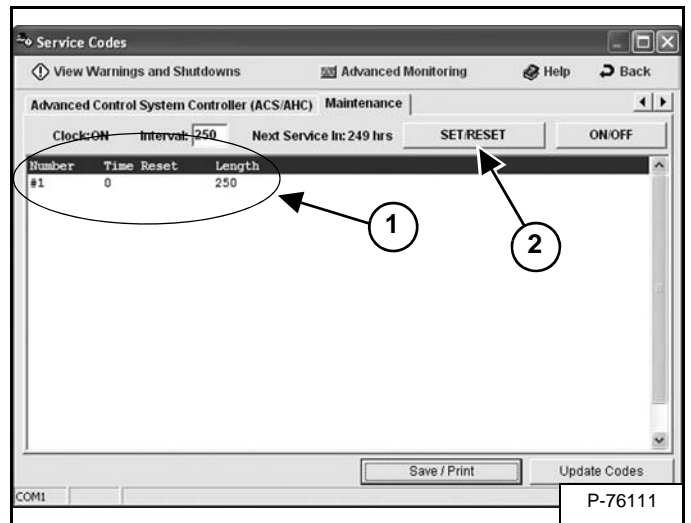 Service Codes
View Warnings and Shutdowns Advanced Monitoring Help Back
Advanced Control System Controller (ACS/AHC) Maintenance
Clock:ON Interval: 250 Next Service In: 249 hrs SET/RESET ON/OFF
Number Time Reset Length
#1 0 250
1
2
Save / Print Update Codes
COM1
P-76111